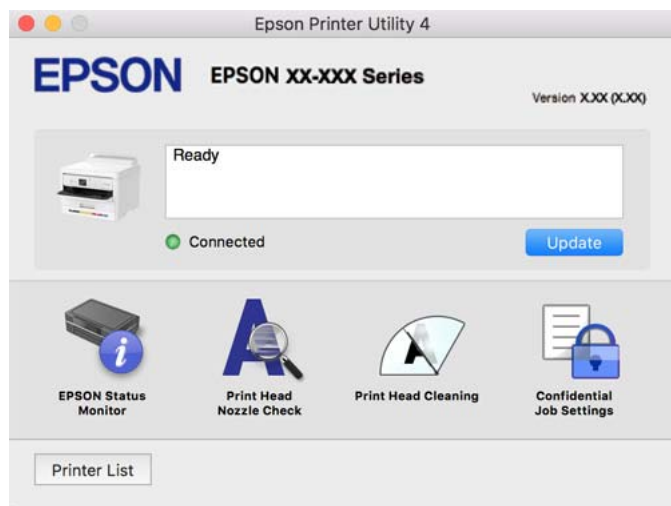 Epson Printer Utility 4
EPSON
EPSON XX-XXX Series
Version X.XX (X.XX)
Ready
Connected
Update
EPSON Status
Monitor
Print Head
Nozzle Check
Print Head Cleaning
Confidential
Job Settings
Printer List